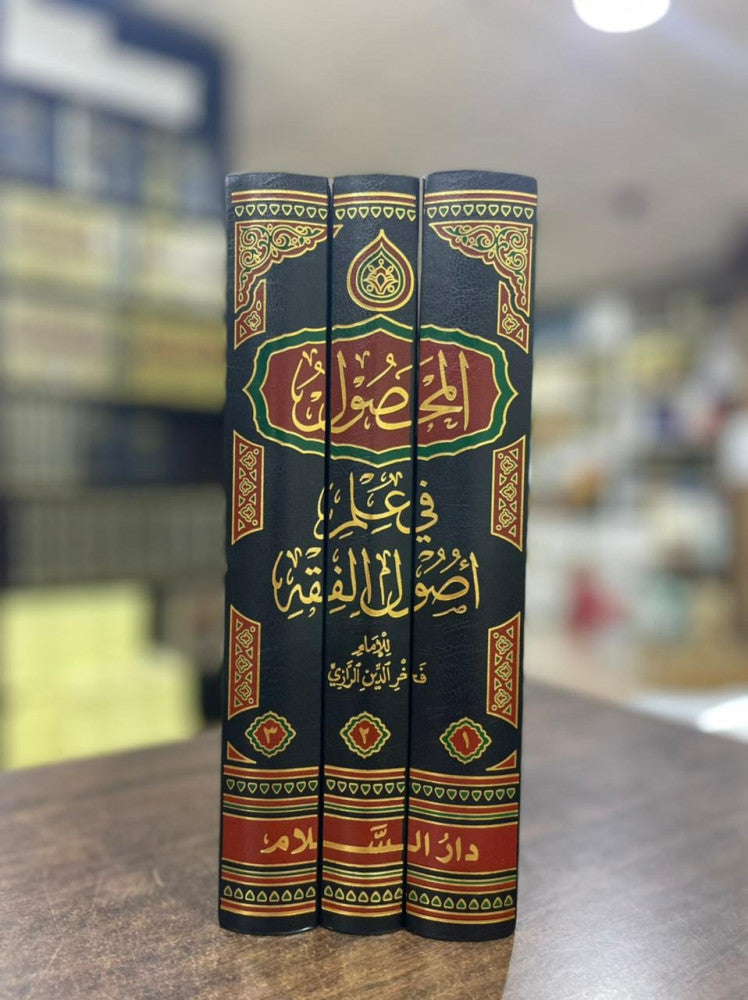 المحصول
في علم
أصول الفقه
للإمام
فخر الدين الرازي
١ ٢ ٣
دار السلام